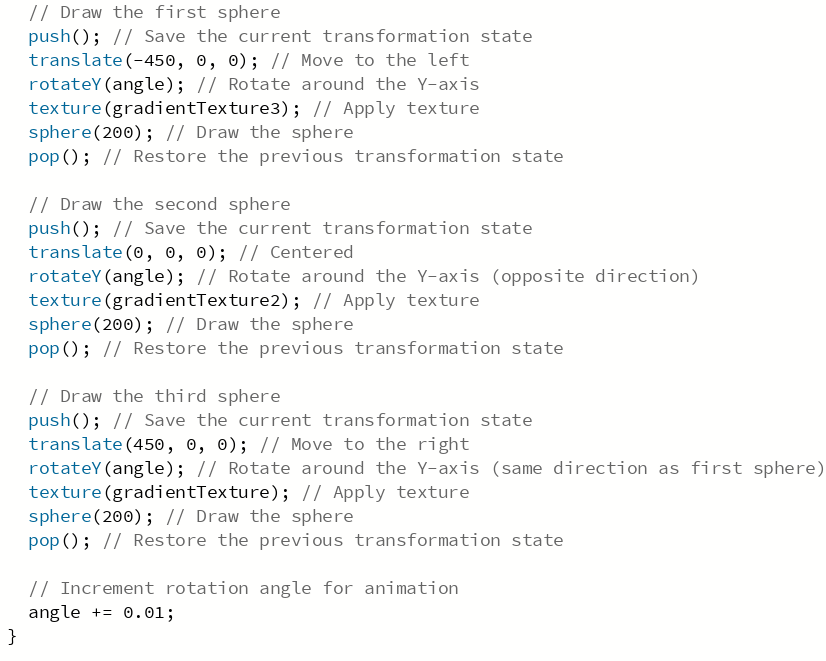 // Draw the first sphere
push(); // Save the current transformation state
translate(-450, 0, 0); // Move to the left
rotateY(angle); // Rotate around the Y-axis
texture(gradientTexture3); // Apply texture
sphere(200); // Draw the sphere
pop(); // Restore the previous transformation state
// Draw the second sphere
push(); // Save the current transformation state
translate(0, 0, 0); // Centered
rotateY(angle); // Rotate around the Y-axis (opposite direction)
texture(gradientTexture2); // Apply texture
sphere(200); // Draw the sphere
pop(); // Restore the previous transformation state
// Draw the third sphere
push(); // Save the current transformation state
translate(450, 0, 0); // Move to the right
rotateY(angle); // Rotate around the Y-axis (same direction as first sphere)
texture(gradientTexture); // Apply texture
sphere(200); // Draw the sphere
pop(); // Restore the previous transformation state
// Increment rotation angle for animation
angle += 0.01;
}